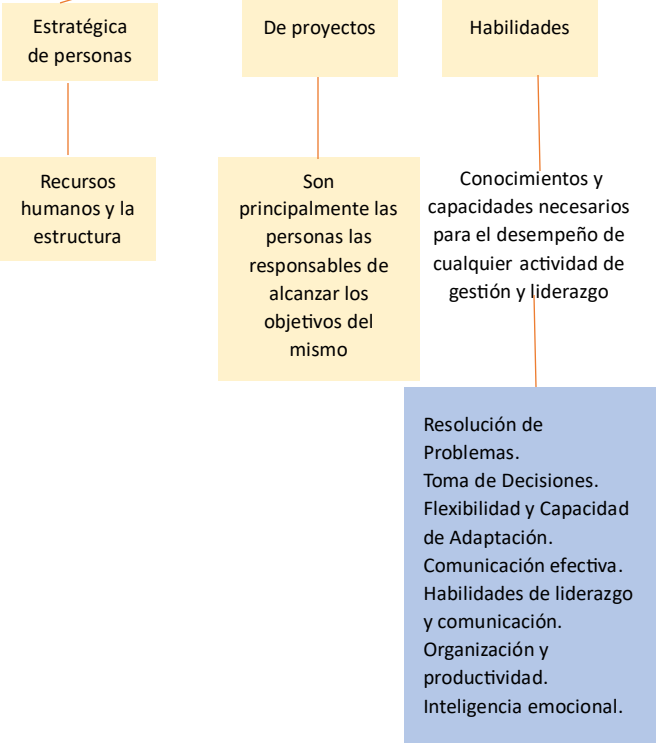 Estratégica
de personas
De proyectos
Habilidades
Recursos
humanos y la
estructura
Son
principalmente las
personas las
responsables de
alcanzar los
objetivos del
mismo
Conocimientos y
capacidades necesarios
para el desempeño de
cualquier actividad de
gestión y liderazgo
Resolución de
Problemas.
Toma de Decisiones.
Flexibilidad y Capacidad
de Adaptación.
Comunicación efectiva.
Habilidades de liderazgo
y comunicación.
Organización y
productividad.
Inteligencia emocional.